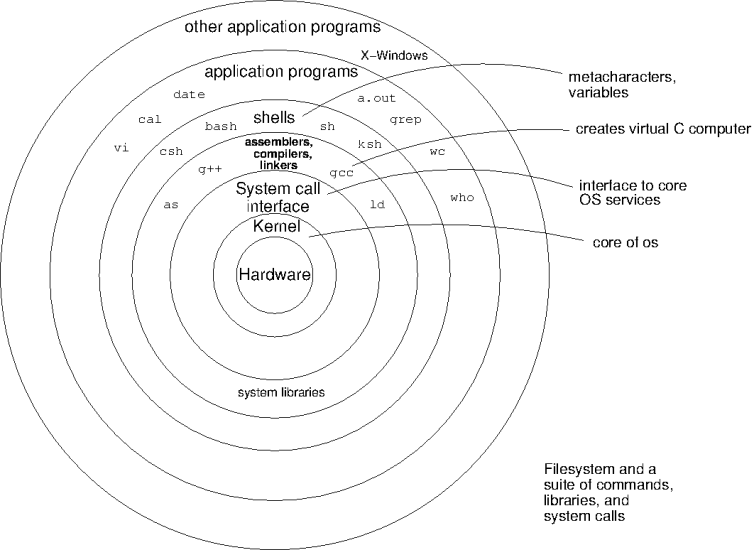 other application programs
X-Windows
application programs
metacharacters,
variables
date
a.out
cal
shells
grep
bash
sh
creates virtual C computer
vi
csh
assemblers,
compilers,
linkers
ksh
wc
g++
gcc
System call
interface
interface to core
OS services
as
ld
who
Kernel
core of os
Hardware
system libraries
Filesystem and a
suite of commands,
libraries, and
system calls